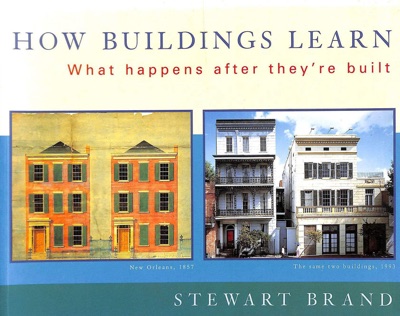 HOW BUILDINGS LEARN
What happens after they're built
New Orleans, 1857
The same two buildings, 1993
STEWART BRAND